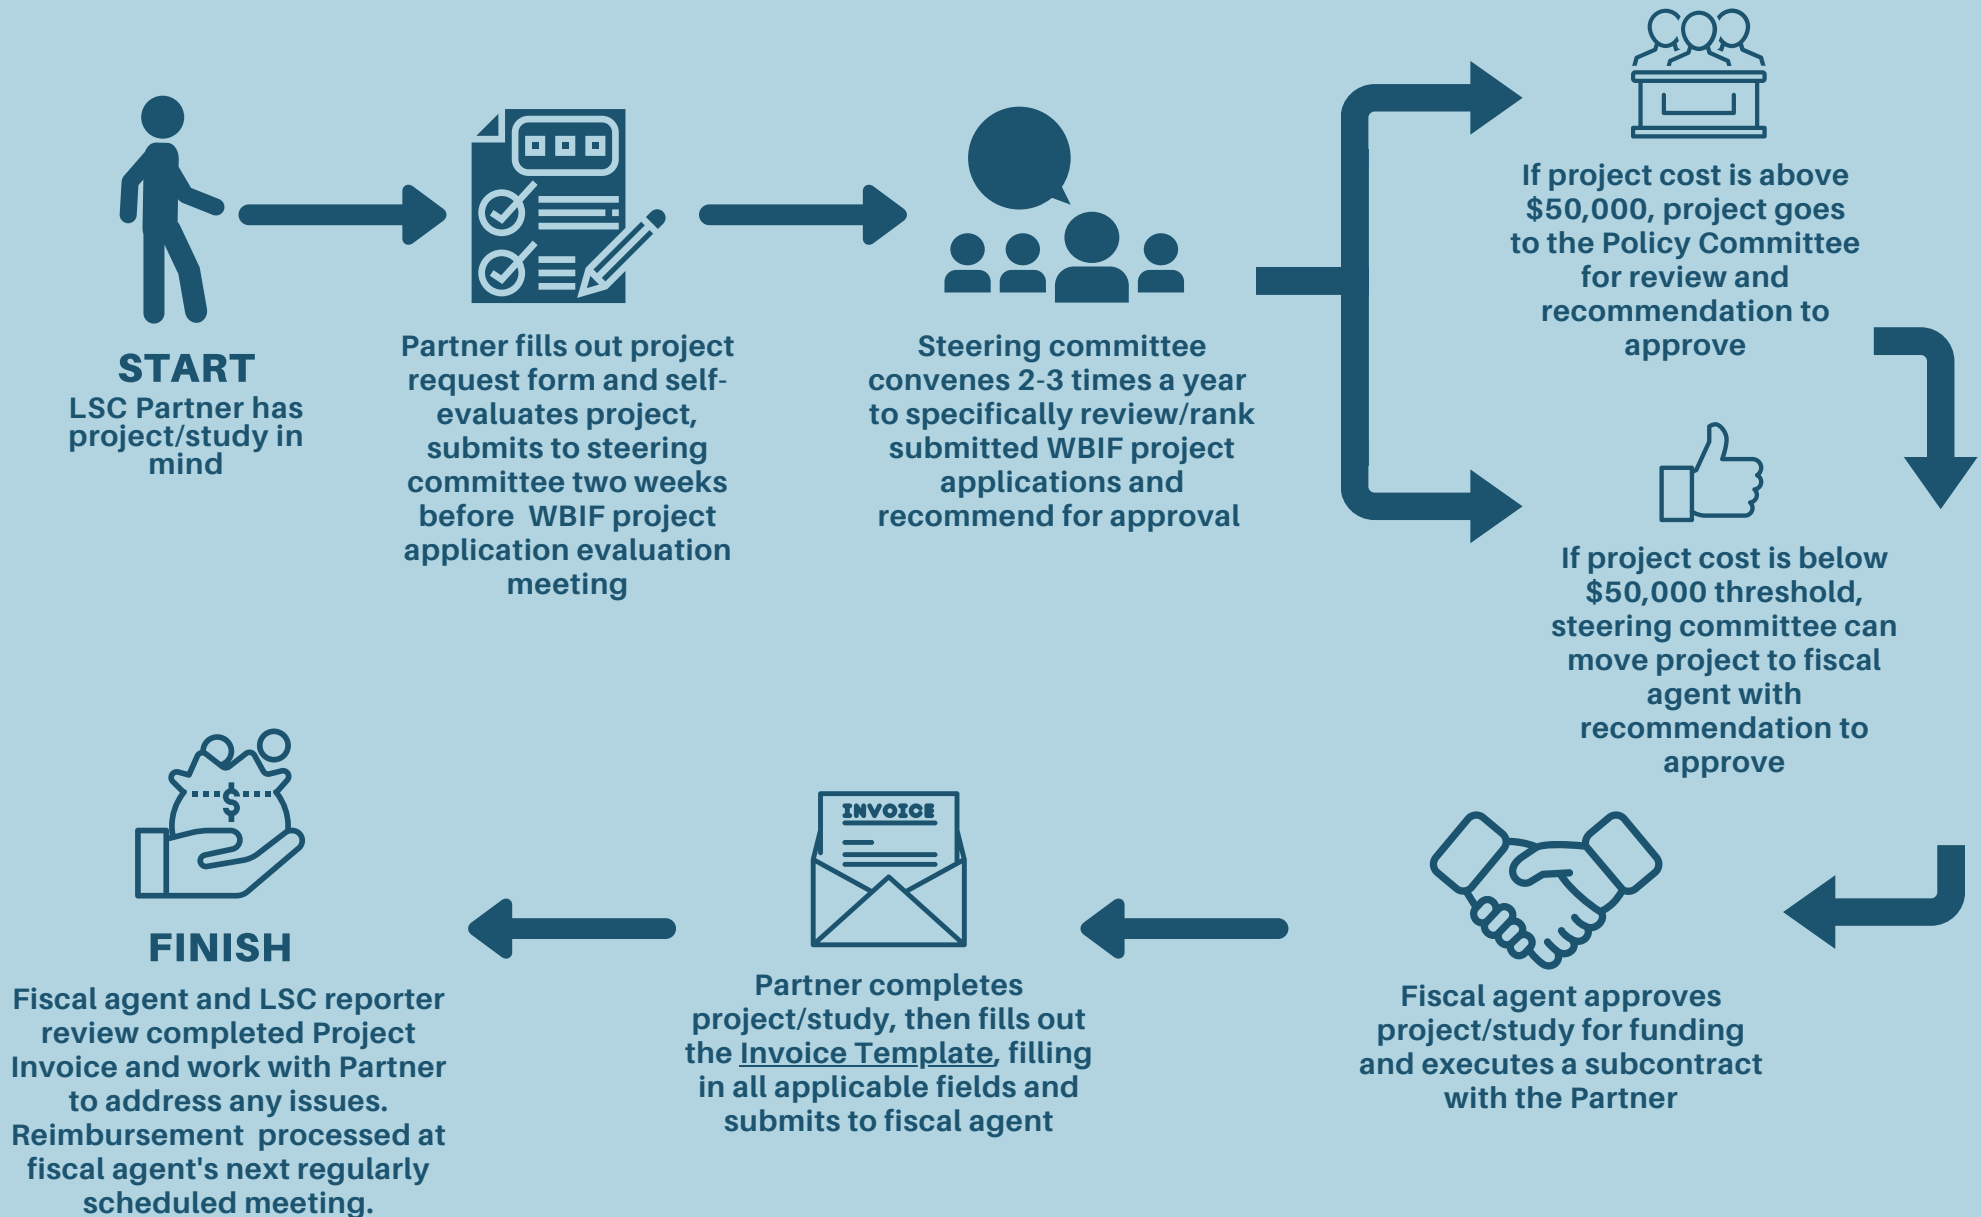 START
LSC Partner has
project/study in
mind
Partner fills out project
request form and self-
evaluates project,
submits to steering
committee two weeks
before WBIF project
application evaluation
meeting
Steering committee
convenes 2-3 times a year
to specifically review/rank
submitted WBIF project
applications and
recommend for approval
If project cost is above
$50,000, project goes
to the Policy Committee
for review and
recommendation to
approve
If project cost is below
$50,000 threshold,
steering committee can
move project to fiscal
agent with
recommendation to
approve
Fiscal agent approves
project/study for funding
and executes a subcontract
with the Partner
INVOICE
Partner completes
project/study, then fills out
the Invoice Template, filling
in all applicable fields and
submits to fiscal agent
$
FINISH
Fiscal agent and LSC reporter
review completed Project
Invoice and work with Partner
to address any issues.
Reimbursement processed at
fiscal agent's next regularly
scheduled meeting.